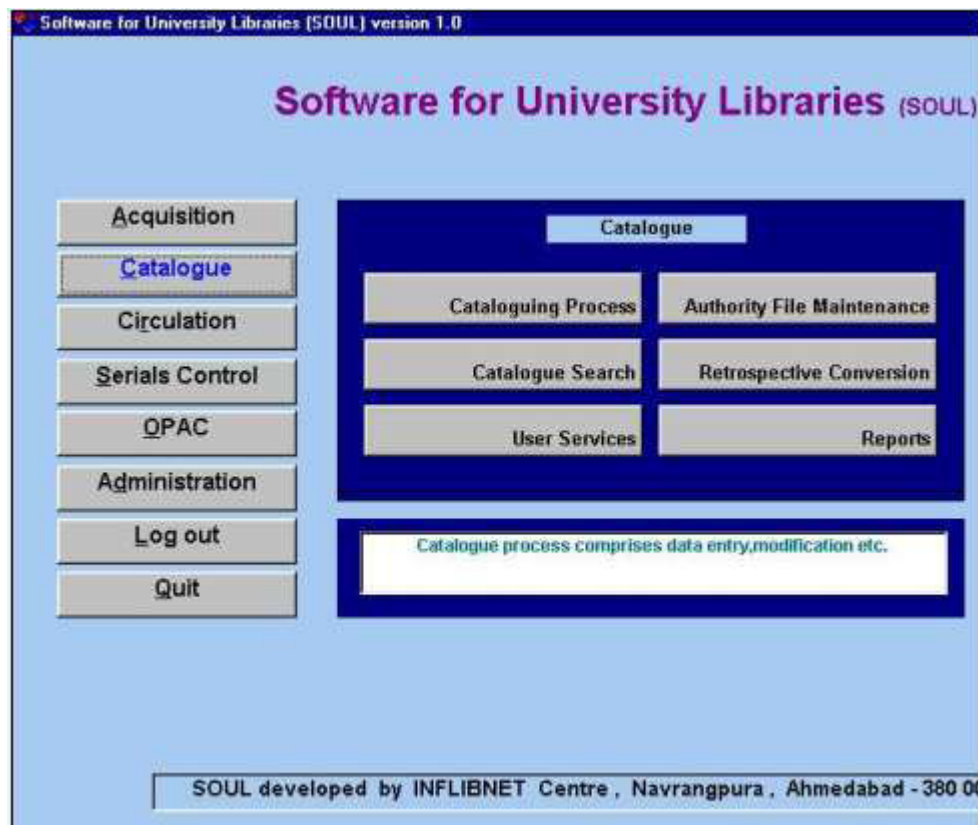 Software for University Libraries (SOUL) version 1.0
Software for University Libraries (SOUL)
Acquisition
Catalogue
Circulation
Serials Control
OPAC
Administration
Log out
Quit
Catalogue
Cataloguing Process
Authority File Maintenance
Catalogue Search
Retrospective Conversion
User Services
Reports
Catalogue process comprises data entry,modification etc.
SOUL developed by INFLIBNET Centre , Navrangpura , Ahmedabad - 380